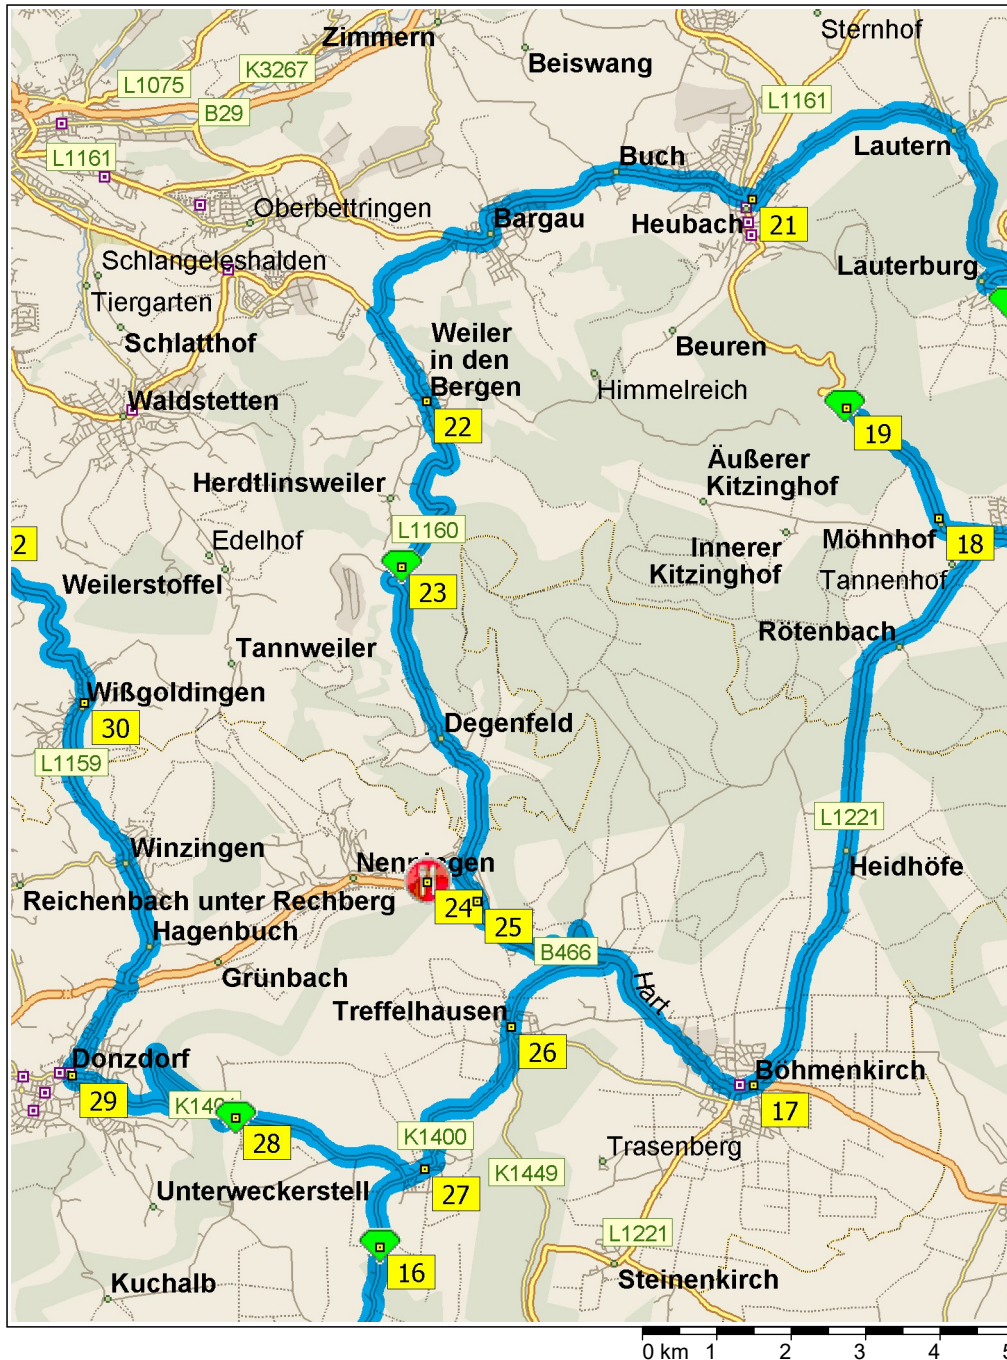 Zimmern
Sternhof
Beiswang
K3267
L1075
L1161
B29
Lautern
L1161
Buch
Oberbettringen
Bargau
Heubach
21
Schlangeleshalden
Lauterburg
Tiergarten
Schlatthof
Weiler
in den
Bergen
Beuren
Himmelreich
Waldstetten
22
19
Äußerer
Kitzinghof
Herdtlinsweiler
L1160
Edelhof
Innerer
Kitzinghof
Möhnhof
18
2
Weilerstoffel
23
Tannenhof
Rötenbach
Tannweiler
Wißgoldingen
30
Degenfeld
L1159
L1221
Winzingen
Nenningen
Heidhöfe
Reichenbach unter Rechberg
24
25
Hagenbuch
B466
Grünbach
Hart
Treffelhausen
26
Donzdorf
Böhmenkirch
29
17
28
K1400
Trasenberg
K1449
Unterweckerstell
27
L1221
16
Steinenkirch
Kuchalb
0 km 1 2 3 4 5